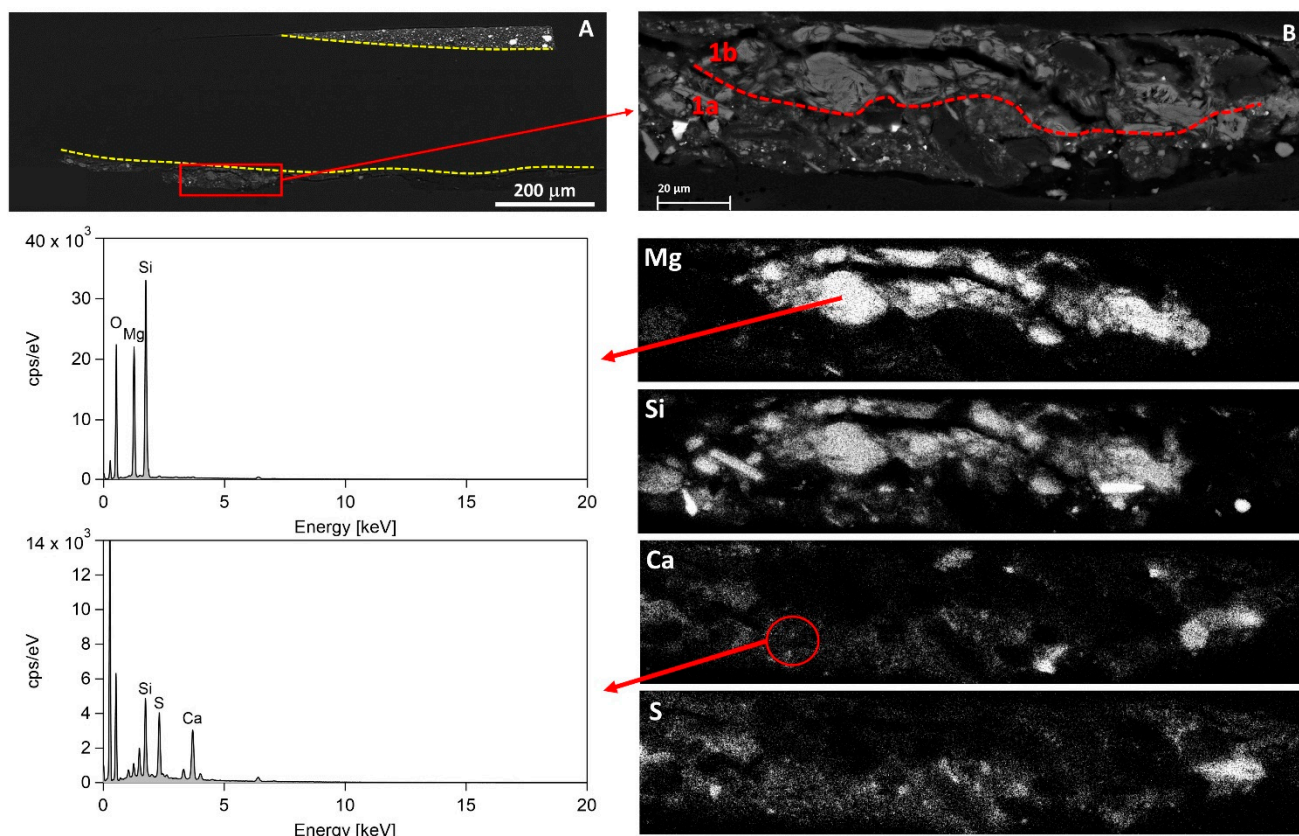 A
200 μm
B
1b
1a
20 μm
40 x 10³
30
20
10
0
cps/eV
O
Mg
Si
0
5
10
15
20
Energy [keV]
14 x 10³
12
10
8
6
4
2
0
cps/eV
Si
S
Ca
0
5
10
15
20
Energy [keV]
Mg
Si
Ca
S